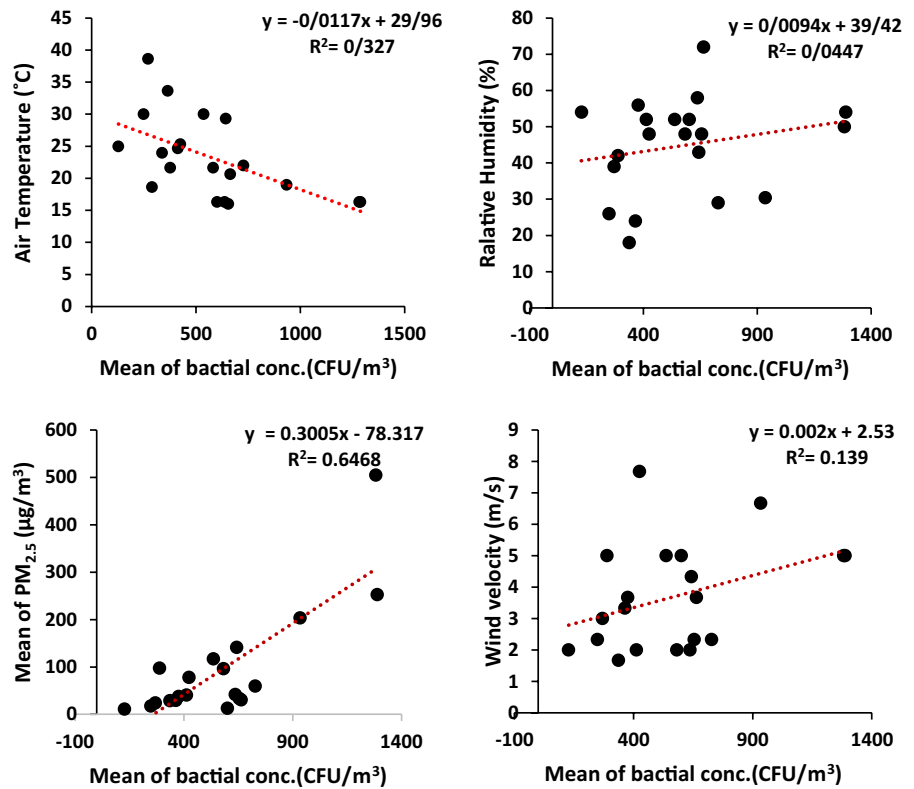 y = -0/0117x + 29/96
R²= 0/327
Air Temperature (˚C)
45
40
35
30
25
20
15
10
5
0
0 500 1000 1500
Mean of bactial conc.(CFU/m³)
y = 0/0094x + 39/42
R²= 0/0447
Ralative Humidity (%)
80
70
60
50
40
30
20
10
0
-100 400 900 1400
Mean of bactial conc.(CFU/m³)
y = 0.3005x - 78.317
R²= 0.6468
Mean of PM₂.₅ (µg/m³)
600
500
400
300
200
100
0
-100 400 900 1400
Mean of bactial conc.(CFU/m³)
y = 0.002x + 2.53
R²= 0.139
Wind velocity (m/s)
9
8
7
6
5
4
3
2
1
0
-100 400 900 1400
Mean of bactial conc.(CFU/m³)